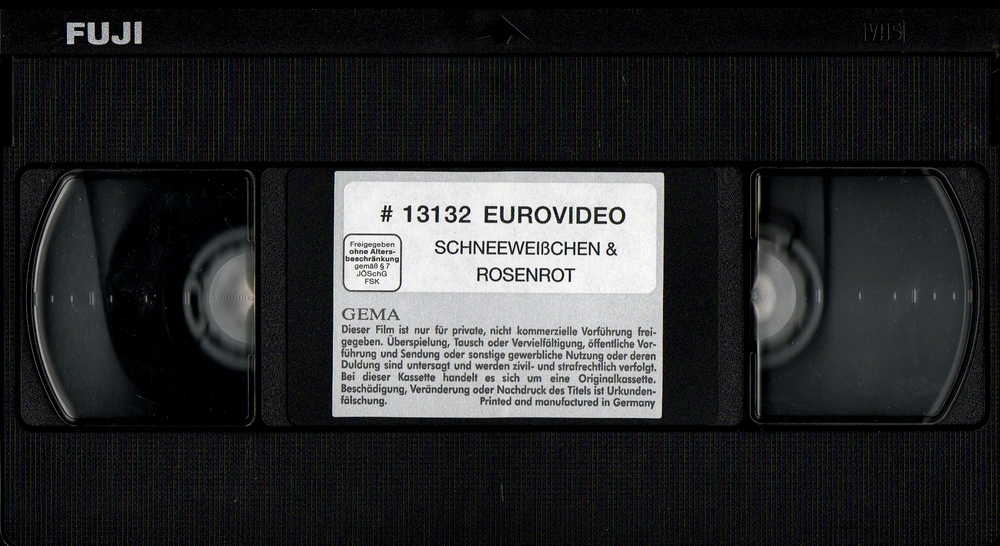 FUJI
VHS
# 13132 EUROVIDEO
SCHNEEWEIßCHEN &
ROSENROT
Freigegeben
ohne Alters-
beschränkung
gemäß § 7
JÖSchG
FSK
GEMA
Dieser Film ist nur für private, nicht kommerzielle Vorführung frei-
gegeben. Überspielung, Tausch oder Vervielfältigung, öffentliche Vor-
führung und Sendung oder sonstige gewerbliche Nutzung oder deren
Duldung sind untersagt und werden zivil- und strafrechtlich verfolgt.
Bei dieser Kassette handelt es sich um eine Originalkassette.
Beschädigung, Veränderung oder Nachdruck des Titels ist Urkunden-
fälschung. Printed and manufactured in Germany